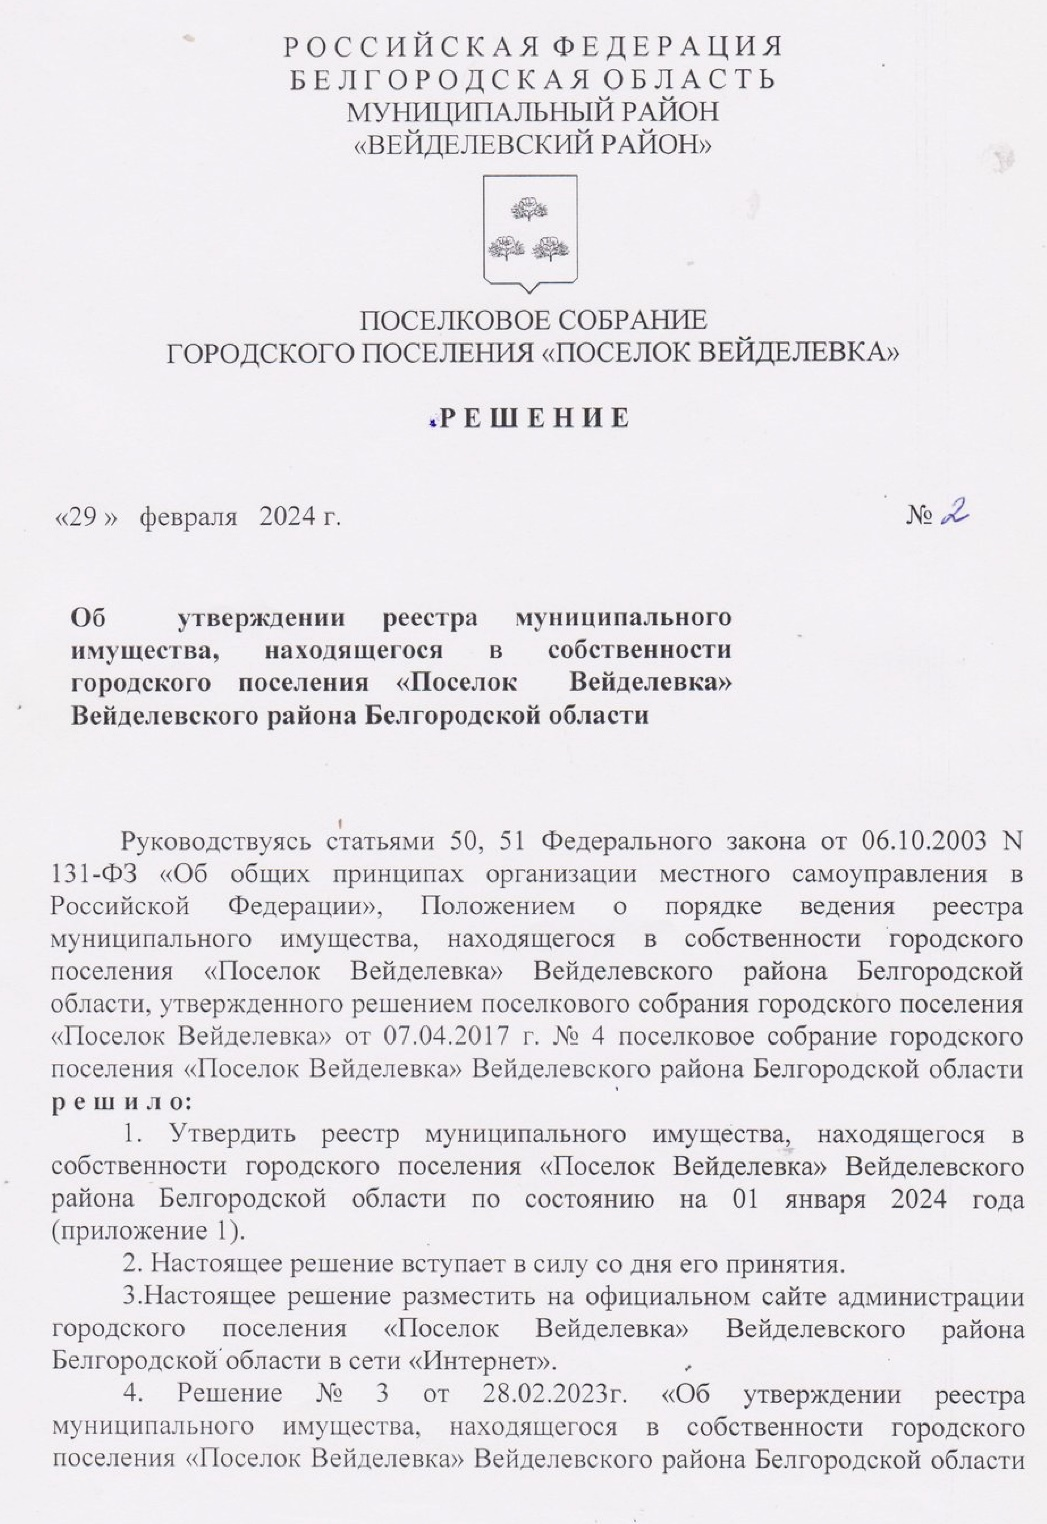 РОССИЙСКАЯ ФЕДЕРАЦИЯ
БЕЛГОРОДСКАЯ ОБЛАСТЬ
МУНИЦИПАЛЬНЫЙ РАЙОН
«ВЕЙДЕЛЕВСКИЙ РАЙОН»
ПОСЕЛКОВОЕ СОБРАНИЕ
ГОРОДСКОГО ПОСЕЛЕНИЯ «ПОСЕЛОК ВЕЙДЕЛЕВКА»
Р Е Ш Е Н И Е
«29 » февраля 2024 г. № 2
Об утверждении реестра муниципального
имущества, находящегося в собственности
городского поселения «Поселок Вейделевка»
Вейделевского района Белгородской области
Руководствуясь статьями 50, 51 Федерального закона от 06.10.2003 N
131-ФЗ «Об общих принципах организации местного самоуправления в
Российской Федерации», Положением о порядке ведения реестра
муниципального имущества, находящегося в собственности городского
поселения «Поселок Вейделевка» Вейделевского района Белгородской
области, утвержденного решением поселкового собрания городского поселения
«Поселок Вейделевка» от 07.04.2017 г. № 4 поселковое собрание городского
поселения «Поселок Вейделевка» Вейделевского района Белгородской области
р е ш и л о:
1. Утвердить реестр муниципального имущества, находящегося в
собственности городского поселения «Поселок Вейделевка» Вейделевского
района Белгородской области по состоянию на 01 января 2024 года
(приложение 1).
2. Настоящее решение вступает в силу со дня его принятия.
3.Настоящее решение разместить на официальном сайте администрации
городского поселения «Поселок Вейделевка» Вейделевского района
Белгородской области в сети «Интернет».
4. Решение № 3 от 28.02.2023г. «Об утверждении реестра
муниципального имущества, находящегося в собственности городского
поселения «Поселок Вейделевка» Вейделевского района Белгородской области